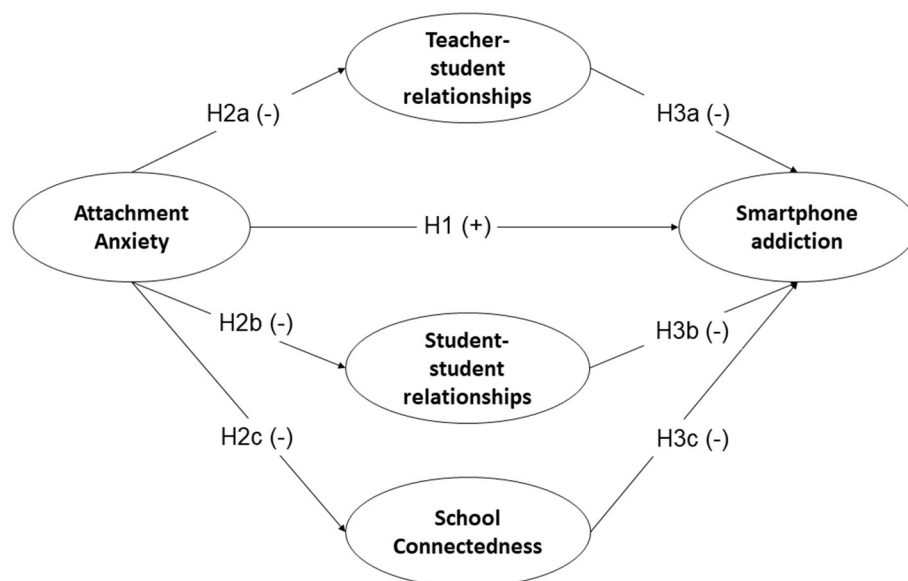 Teacher-
student
relationships
H2a (-)
H3a (-)
Attachment
Anxiety
H1 (+)
Smartphone
addiction
H2b (-)
H3b (-)
Student-
student
relationships
H2c (-)
H3c (-)
School
Connectedness